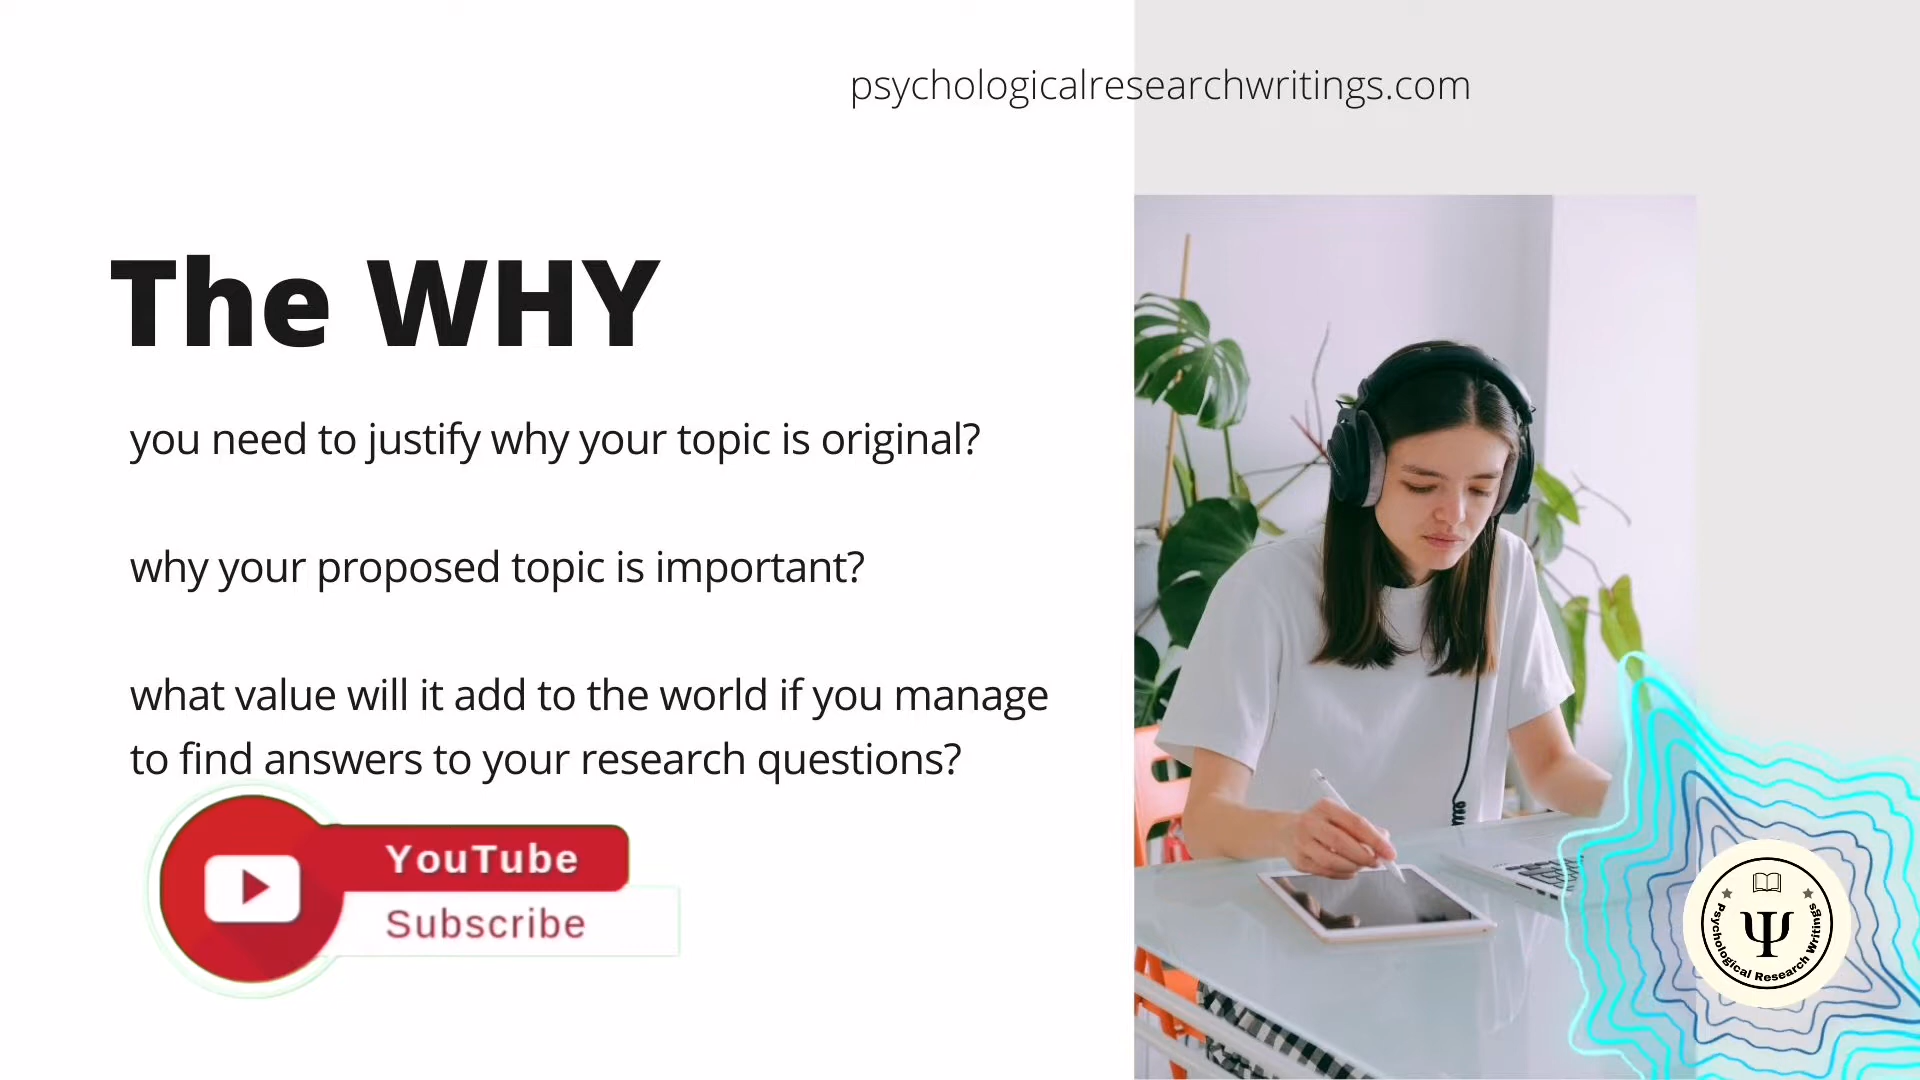 psychologicalresearchwritings.com
The WHY
you need to justify why your topic is original?
why your proposed topic is important?
what value will it add to the world if you manage
to find answers to your research questions?
YouTube
Subscribe
Ψ
Psychological Research Writings